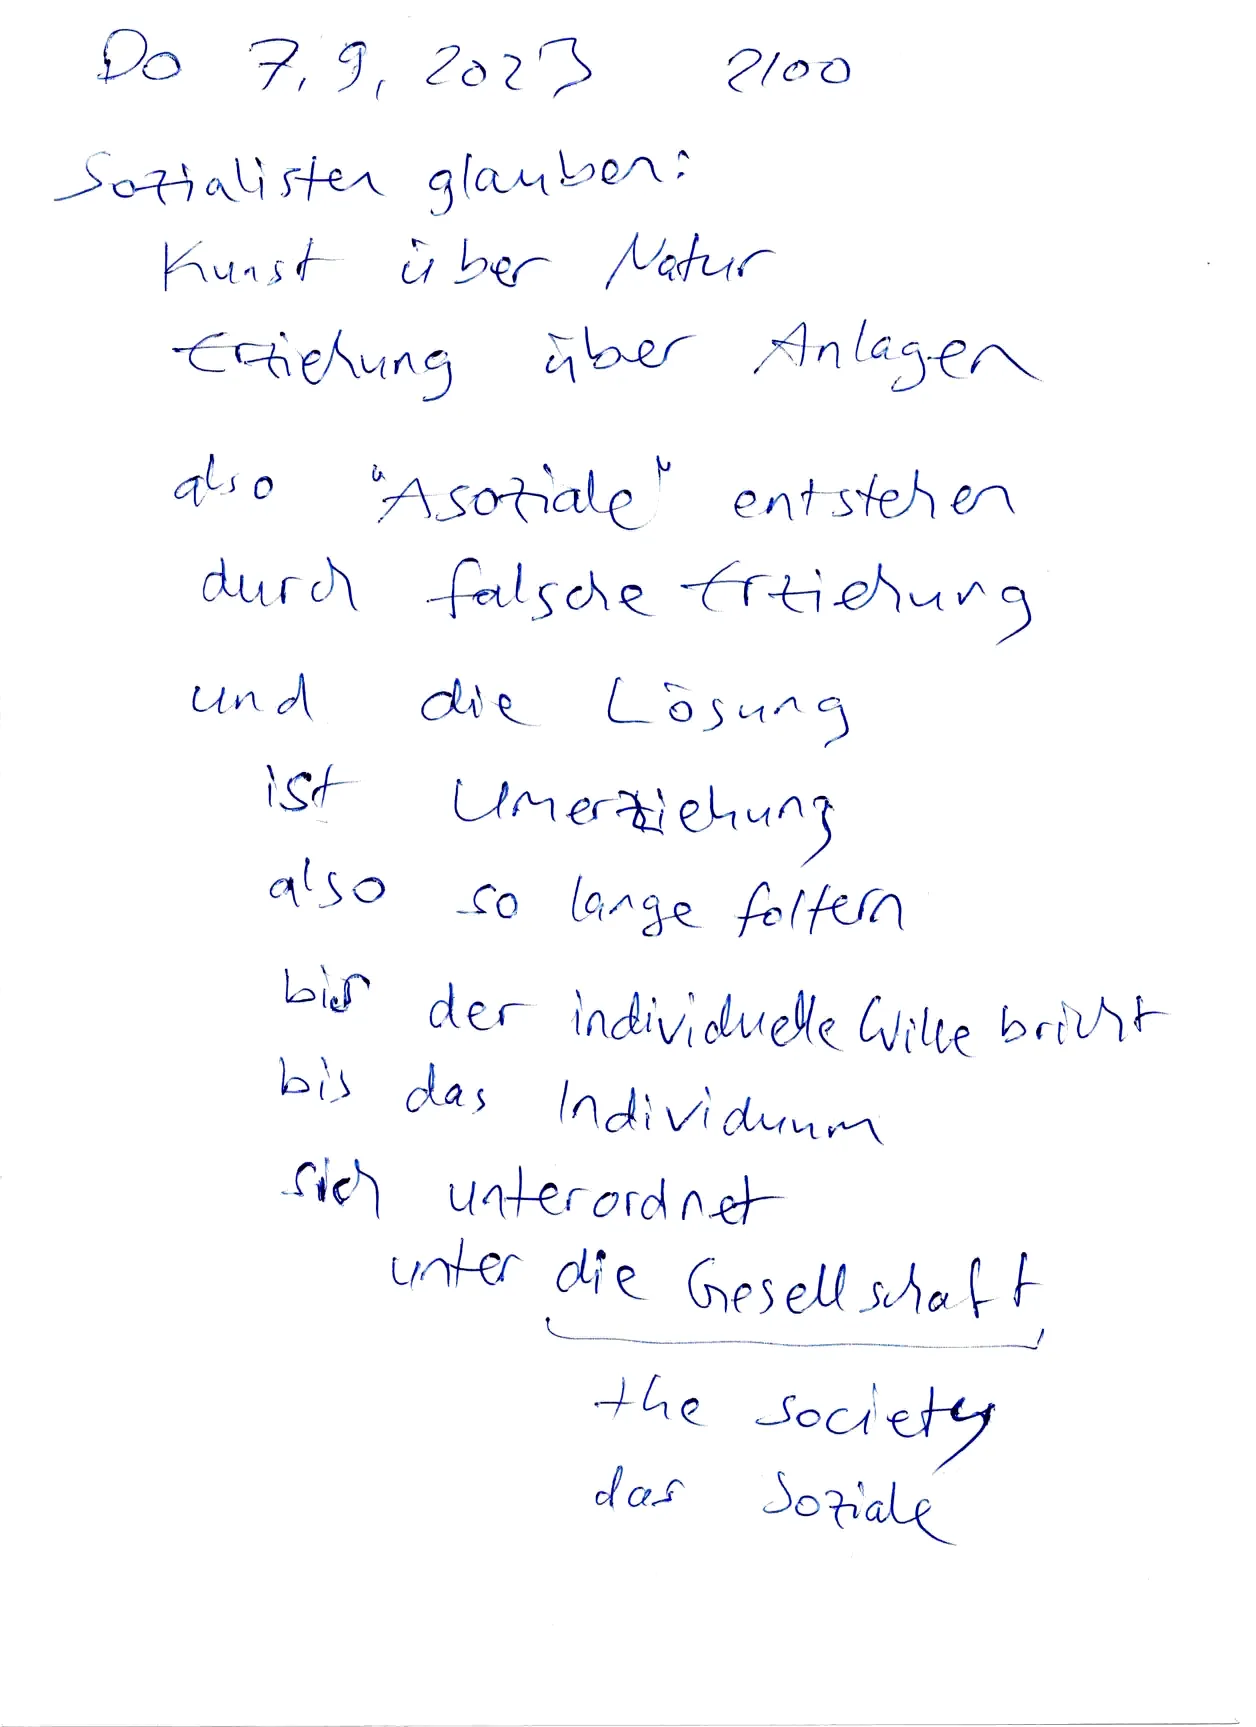 Do 7.9.2023 2100
Sozialisten glauben:
Kunst über Natur
Erziehung über Anlagen
also "Asoziale" entstehen
durch falsche Erziehung
und die Lösung
ist Umerziehung
also so lange foltern
bis der individuelle Wille bricht
bis das Individuum
sich unterordnet
unter die Gesellschaft
the society
das Soziale